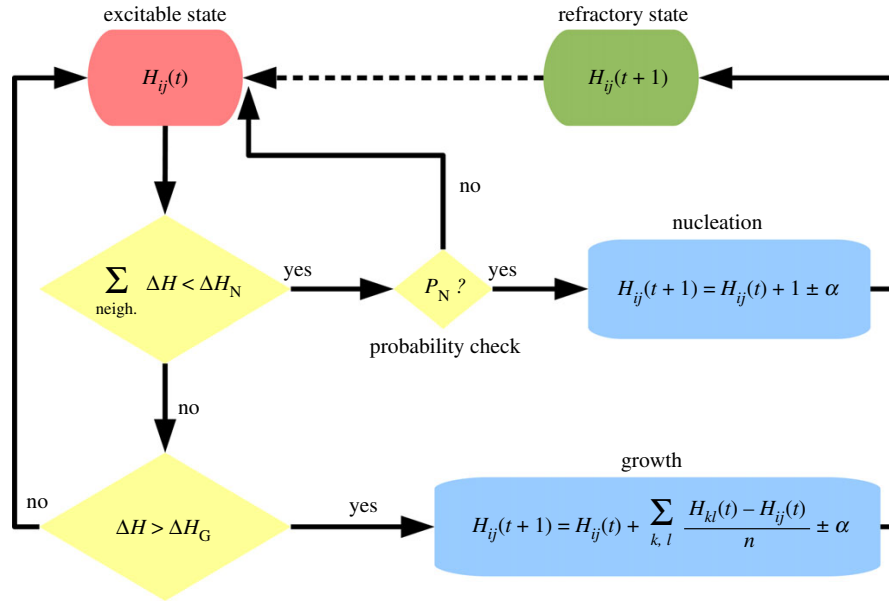 excitable state
refractory state
H_ij(t)
H_ij(t + 1)
no
nucleation
∑ ΔH < ΔH_N
neigh.
yes
P_N ?
yes
H_ij(t + 1) = H_ij(t) + 1 ± α
probability check
no
growth
no
ΔH > ΔH_G
yes
H_ij(t + 1) = H_ij(t) + ∑_k, l (H_kl(t) – H_ij(t))/n ± α